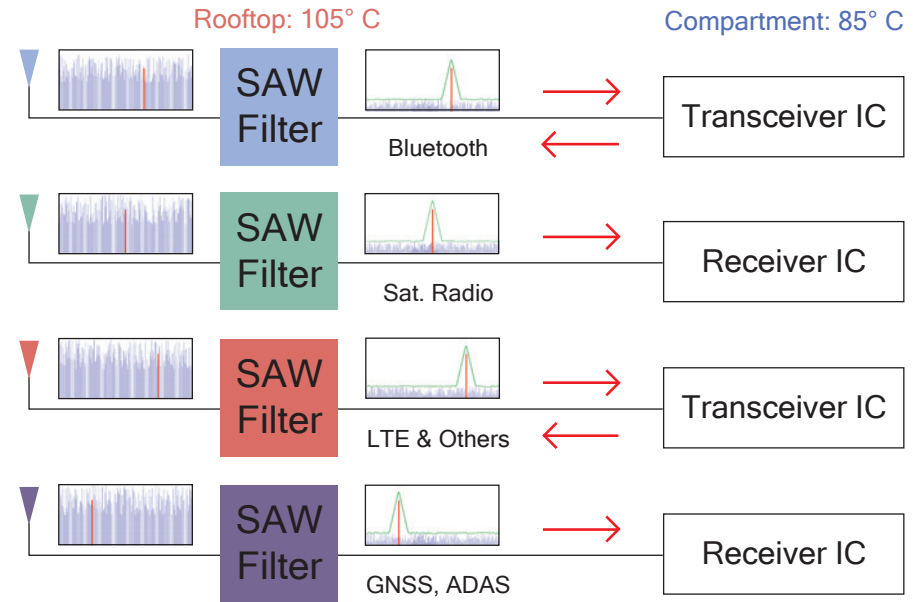 Rooftop: 105° C
Compartment: 85° C
SAW
Filter
Bluetooth
Transceiver IC
SAW
Filter
Sat. Radio
Receiver IC
SAW
Filter
LTE & Others
Transceiver IC
SAW
Filter
GNSS, ADAS
Receiver IC